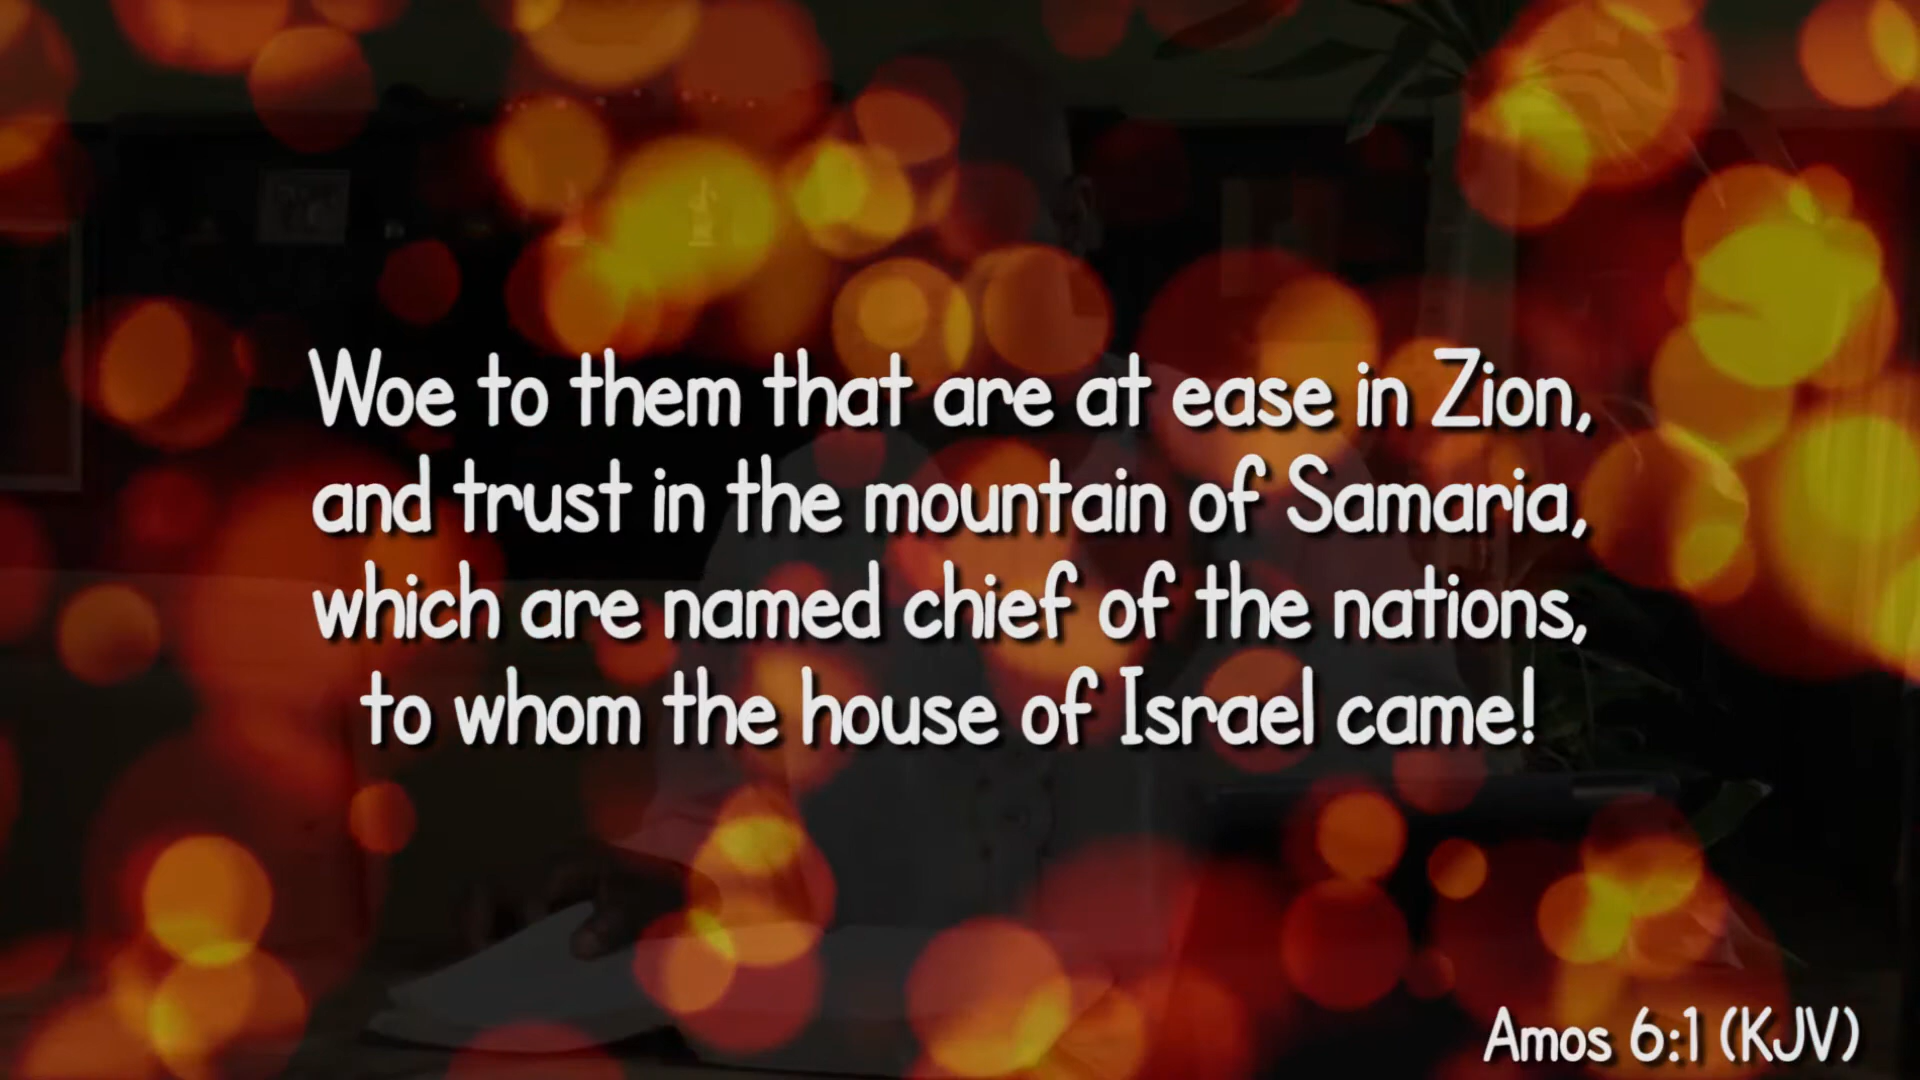 Woe to them that are at ease in Zion,
and trust in the mountain of Samaria,
which are named chief of the nations,
to whom the house of Israel came!
Amos 6:1 (KJV)